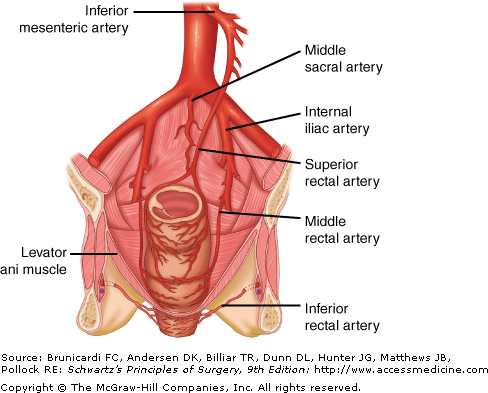 Inferior
mesenteric artery
Middle
sacral artery
Internal
iliac artery
Superior
rectal artery
Middle
rectal artery
Levator
ani muscle
Inferior
rectal artery
Source: Brunicardi FC, Andersen DK, Billiar TR, Dunn DL, Hunter JG, Matthews JB,
Pollock RE: Schwartz's Principles of Surgery, 9th Edition: http://www.accessmedicine.com
Copyright © The McGraw-Hill Companies, Inc. All rights reserved.